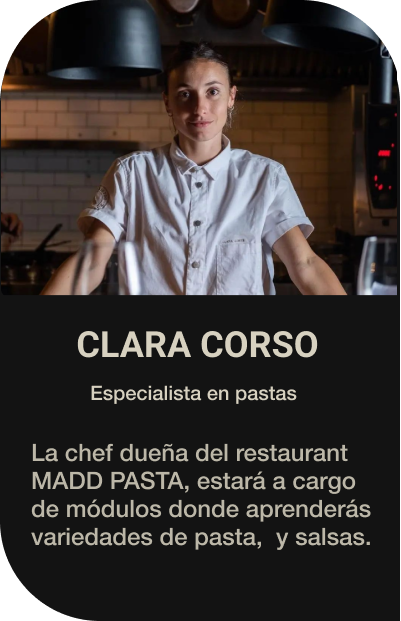 CLARA CORSO
Especialista en pastas
La chef dueña del restaurant
MADD PASTA, estará a cargo
de módulos donde aprenderás
variedades de pasta,  y salsas.